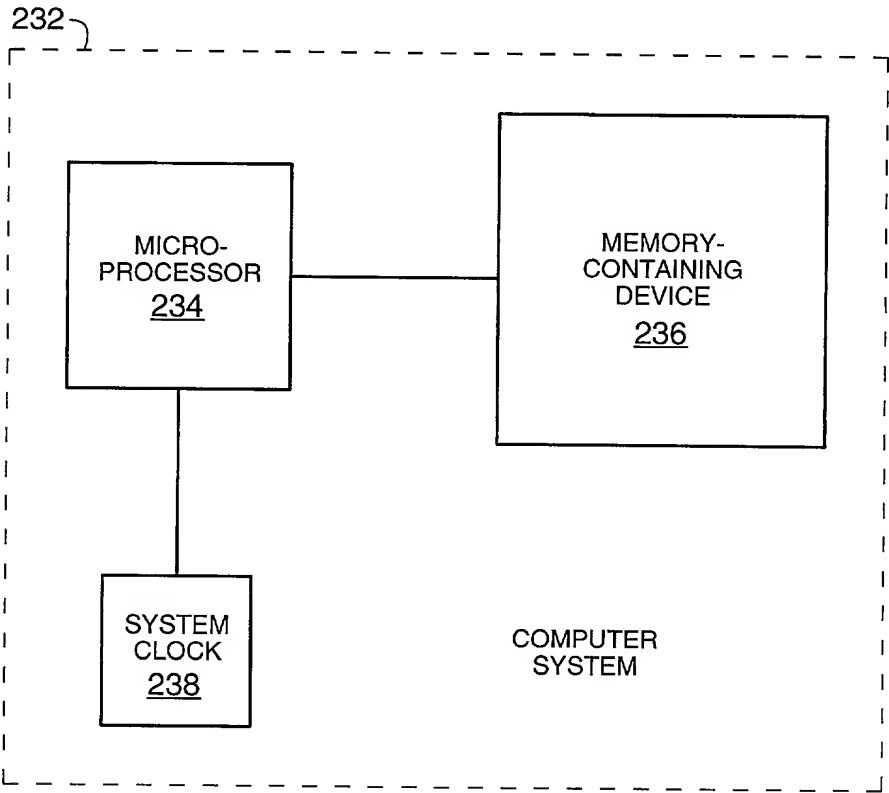 232
MICRO-
PROCESSOR
234
MEMORY-
CONTAINING
DEVICE
236
SYSTEM
CLOCK
238
COMPUTER
SYSTEM